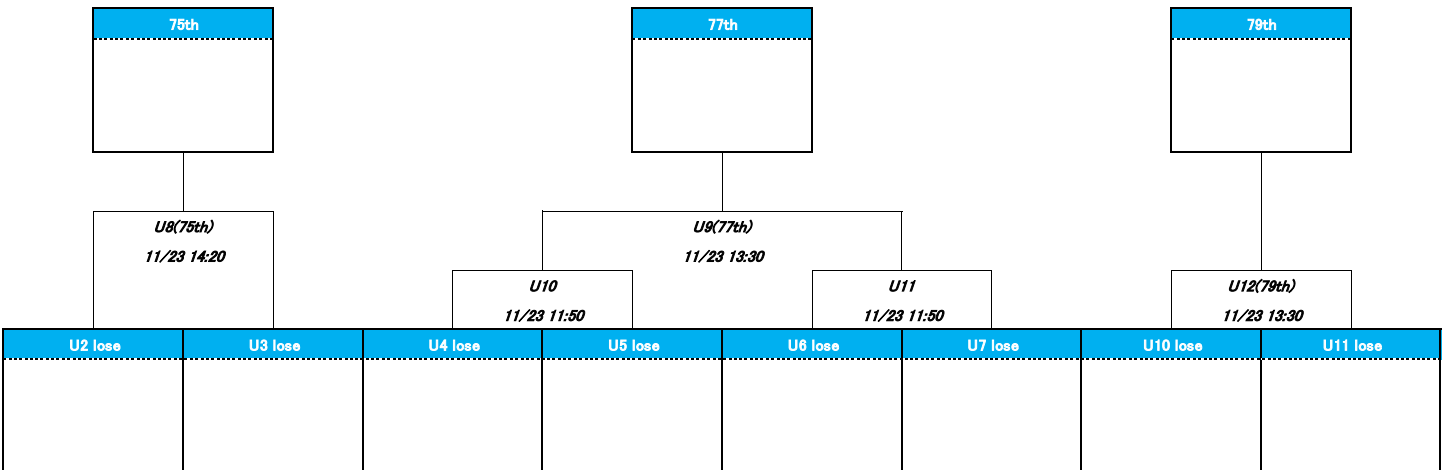 75th
77th
79th
U8(75th)
11/23 14:20
U9(77th)
11/23 13:30
U10
11/23 11:50
U11
11/23 11:50
U12(79th)
11/23 13:30
U2 lose
U3 lose
U4 lose
U5 lose
U6 lose
U7 lose
U10 lose
U11 lose